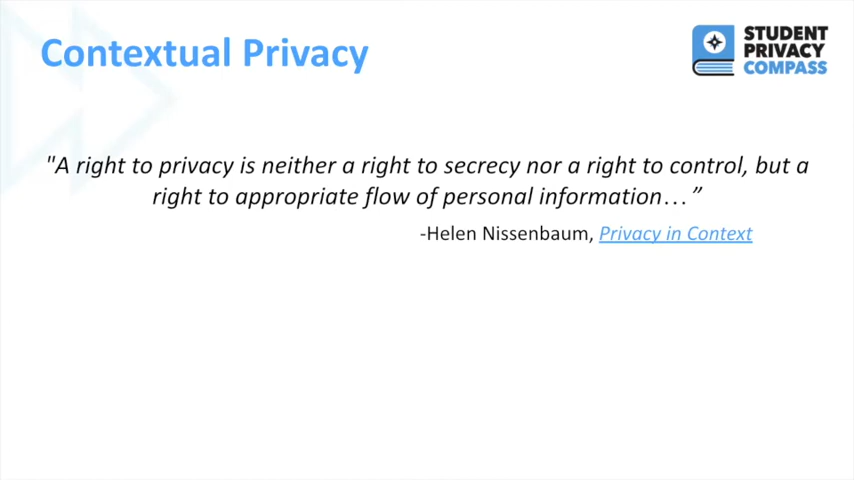 Contextual Privacy
STUDENT
PRIVACY
COMPASS
"A right to privacy is neither a right to secrecy nor a right to control, but a
right to appropriate flow of personal information…”
-Helen Nissenbaum, Privacy in Context